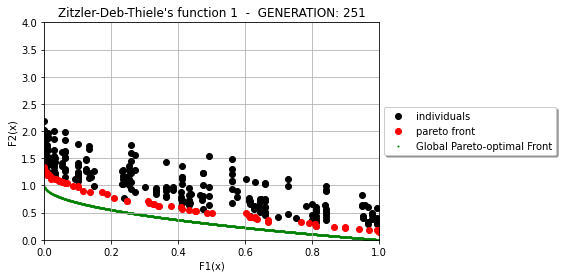 Zitzler-Deb-Thiele's function 1 - GENERATION: 251
4.0
3.5
3.0
2.5
2.0
1.5
1.0
0.5
0.0
F2(x)
0.0 0.2 0.4 0.6 0.8 1.0
F1(x)
individuals
pareto front
Global Pareto-optimal Front